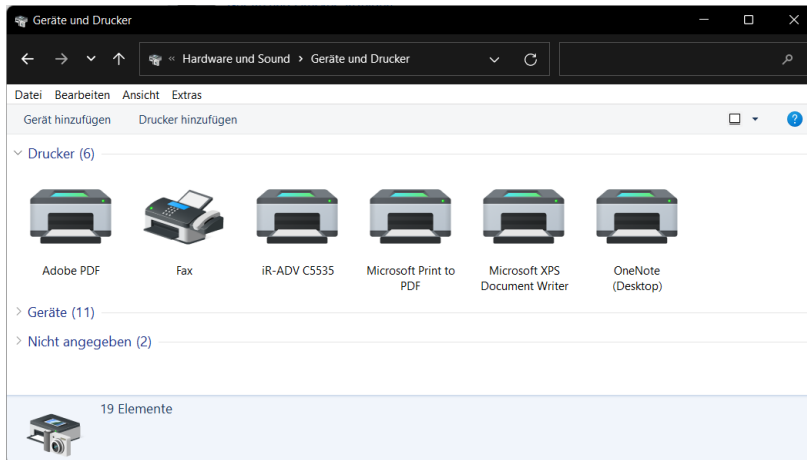 Geräte und Drucker
« Hardware und Sound › Geräte und Drucker
Datei Bearbeiten Ansicht Extras
Gerät hinzufügen Drucker hinzufügen
Drucker (6)
Adobe PDF
Fax
iR-ADV C5535
Microsoft Print to
PDF
Microsoft XPS
Document Writer
OneNote
(Desktop)
Geräte (11)
Nicht angegeben (2)
19 Elemente